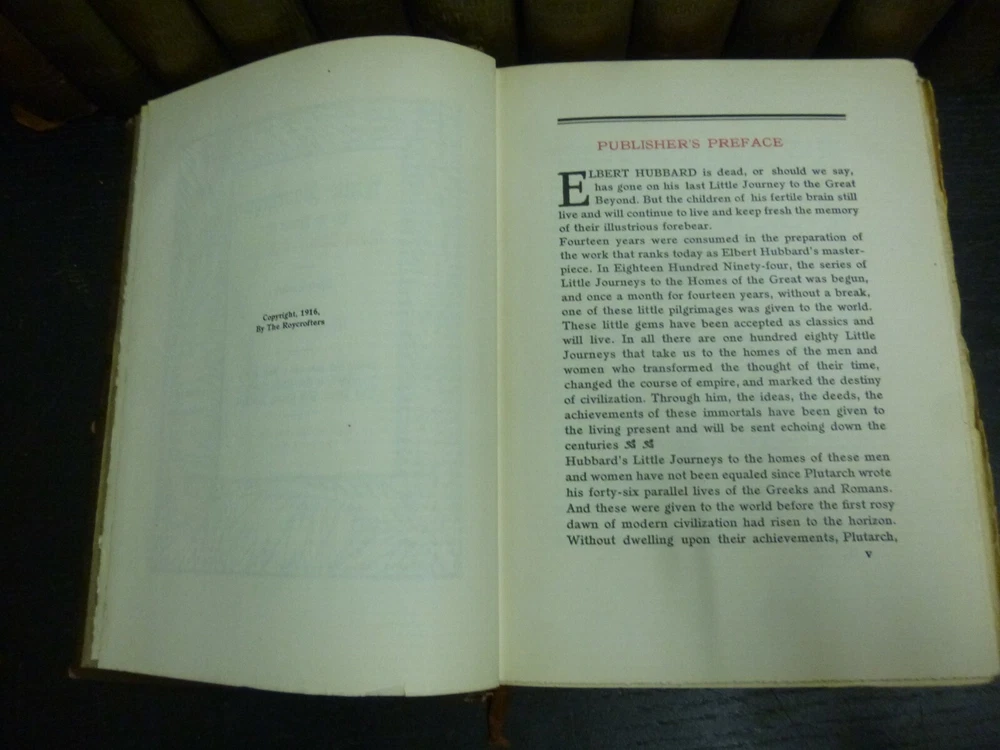 Copyright, 1916,
By The Roycrofters
PUBLISHER'S PREFACE
ELBERT HUBBARD is dead, or should we say,
has gone on his last Little Journey to the Great
Beyond. But the children of his fertile brain still
live and will continue to live and keep fresh the memory
of their illustrious forebear.
Fourteen years were consumed in the preparation of
the work that ranks today as Elbert Hubbard's master-
piece. In Eighteen Hundred Ninety-four, the series of
Little Journeys to the Homes of the Great was begun,
and once a month for fourteen years, without a break,
one of these little pilgrimages was given to the world.
These little gems have been accepted as classics and
will live. In all there are one hundred eighty Little
Journeys that take us to the homes of the men and
women who transformed the thought of their time,
changed the course of empire, and marked the destiny
of civilization. Through him, the ideas, the deeds, the
achievements of these immortals have been given to
the living present and will be sent echoing down the
centuries
Hubbard's Little Journeys to the homes of these men
and women have not been equaled since Plutarch wrote
his forty-six parallel lives of the Greeks and Romans.
And these were given to the world before the first rosy
dawn of modern civilization had risen to the horizon.
Without dwelling upon their achievements, Plutarch,
v